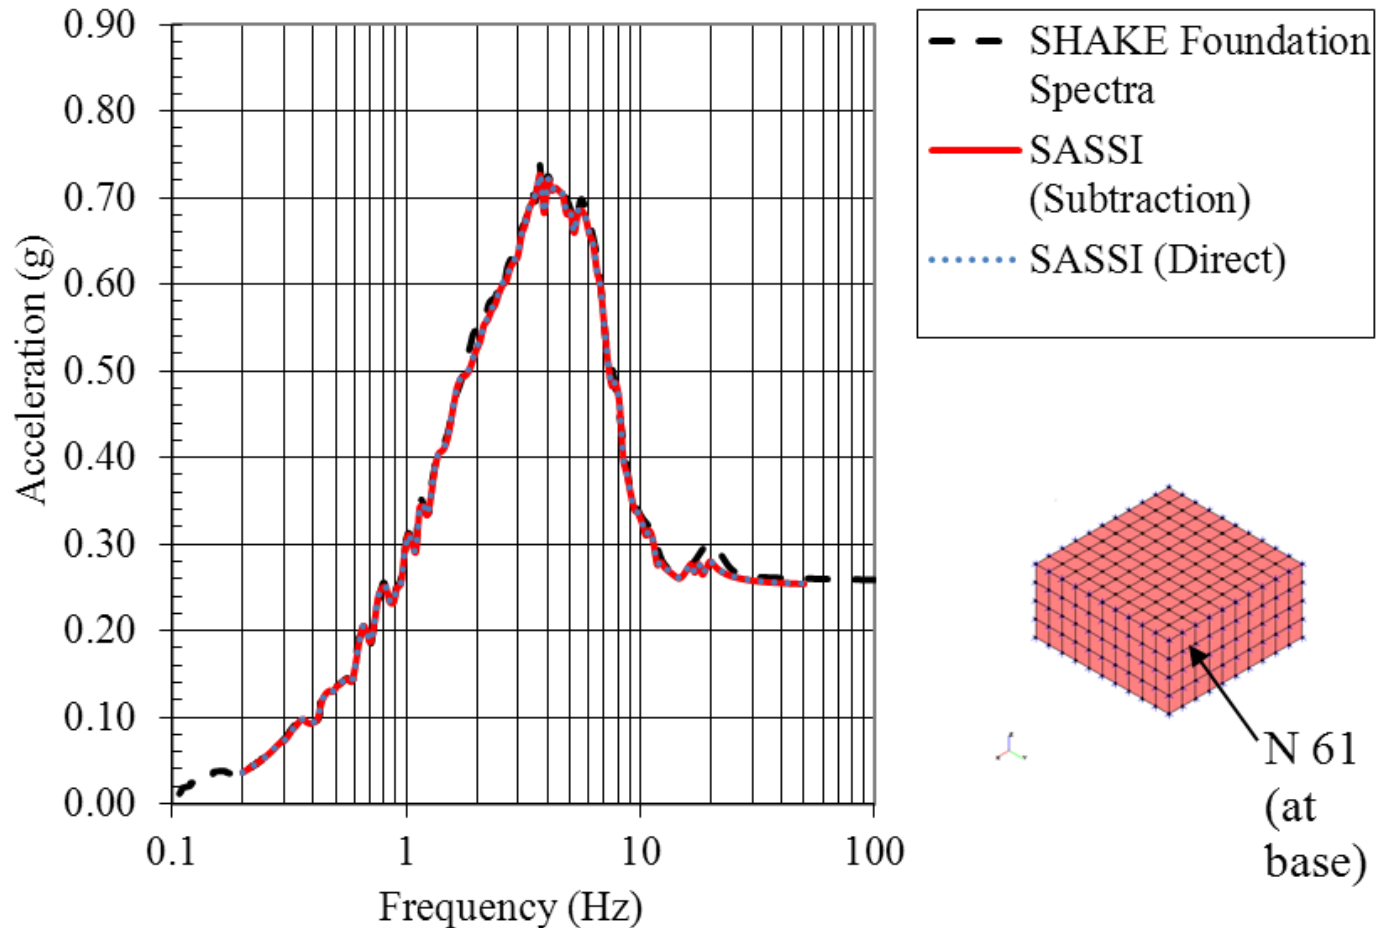 0.90
0.80
0.70
0.60
0.50
0.40
0.30
0.20
0.10
0.00
Acceleration (g)
0.1 1 10 100
Frequency (Hz)
SHAKE Foundation
Spectra
SASSI
(Subtraction)
SASSI (Direct)
N 61
(at
base)